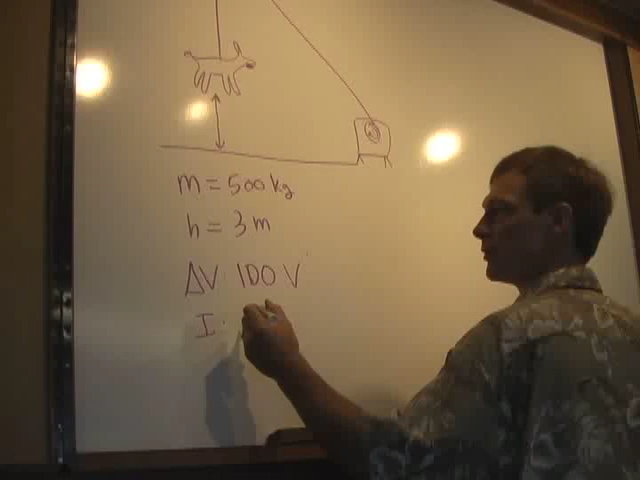 m = 500 kg
h = 3 m
ΔV: 100 V
I: